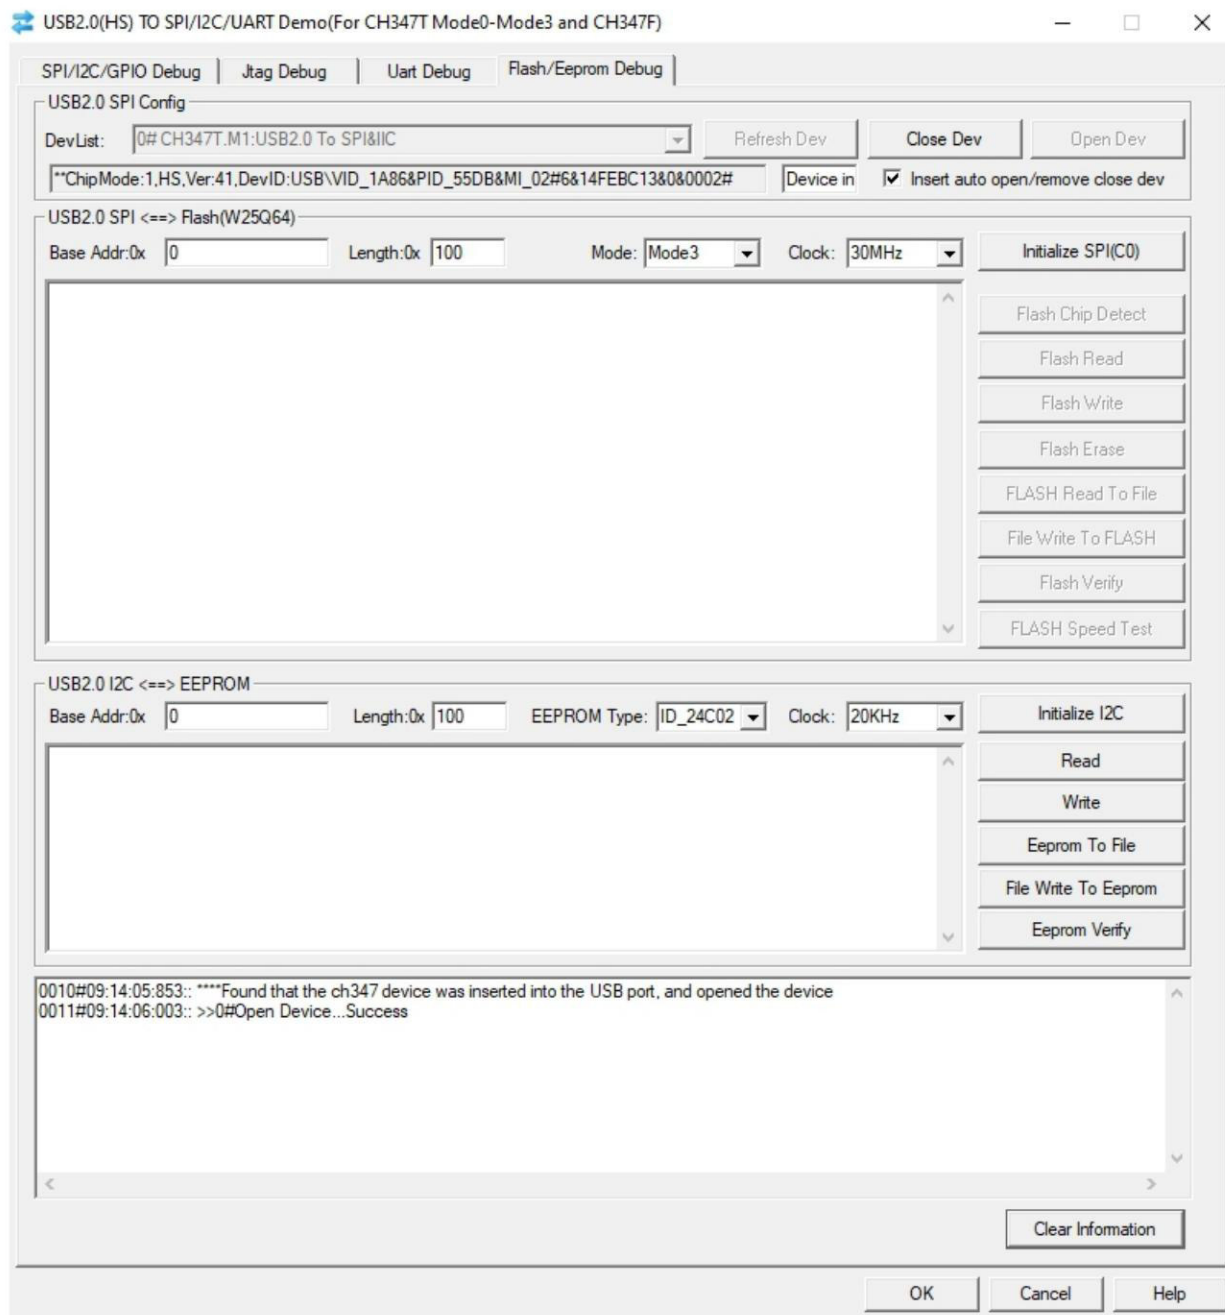 USB2.0(HS) TO SPI/I2C/UART Demo(For CH347T Mode0-Mode3 and CH347F)
SPI/I2C/GPIO Debug Jtag Debug Uart Debug Flash/Eeprom Debug
USB2.0 SPI Config
DevList: 0# CH347T.M1:USB2.0 To SPI&IIC Refresh Dev Close Dev Open Dev
**ChipMode:1,HS,Ver:41,DevID:USB\VID_1A86&PID_55DB&MI_02#6&14FEBC13&0&0002# Device in Insert auto open/remove close dev
USB2.0 SPI <==> Flash(W25Q64)
Base Addr:0x 0 Length:0x 100 Mode: Mode3 Clock: 30MHz Initialize SPI(C0)
Flash Chip Detect
Flash Read
Flash Write
Flash Erase
FLASH Read To File
File Write To FLASH
Flash Verify
FLASH Speed Test
USB2.0 I2C <==> EEPROM
Base Addr:0x 0 Length:0x 100 EEPROM Type: ID_24C02 Clock: 20KHz Initialize I2C
Read
Write
Eeprom To File
File Write To Eeprom
Eeprom Verify
0010#09:14:05:853:: ****Found that the ch347 device was inserted into the USB port, and opened the device
0011#09:14:06:003:: >>0#Open Device...Success
Clear Information
OK Cancel Help